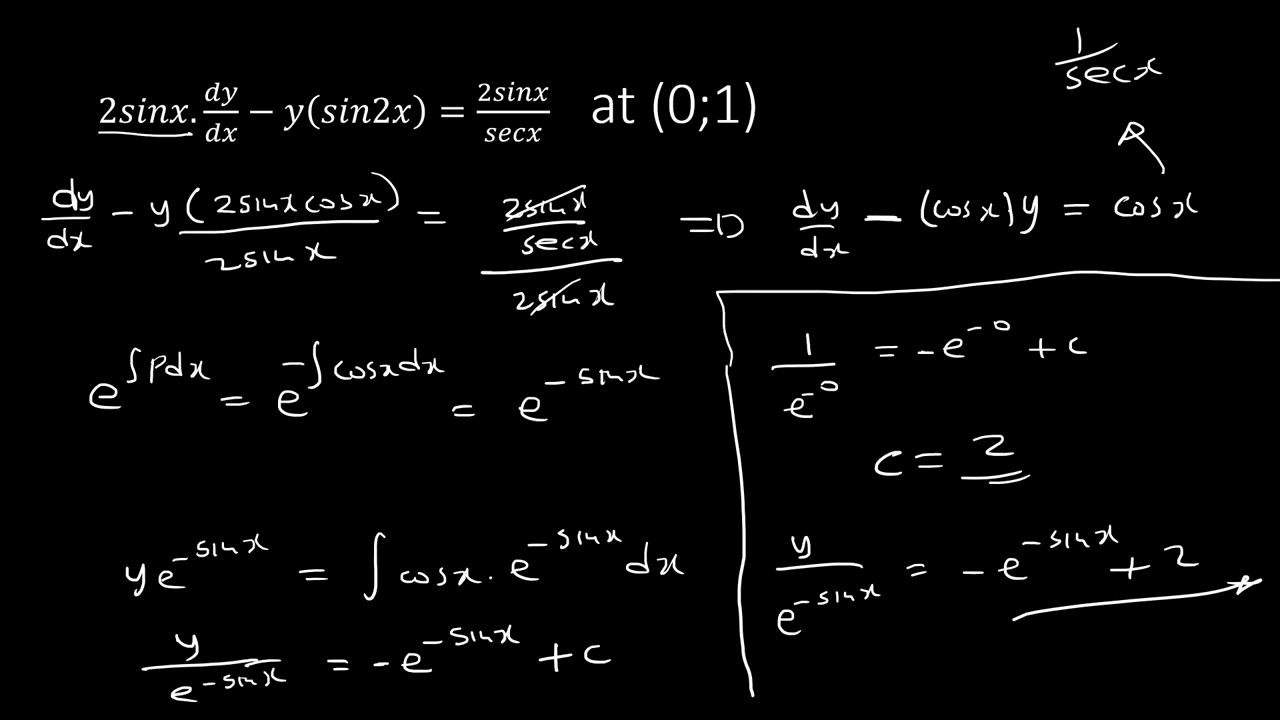 2sinx.dy/dx − y(sin2x) = 2sinx/secx at (0;1)
1/secx
dy/dx − y(2sinxcosx)/2sinx = (2sinx/secx)/2sinx ⇒ dy/dx − (cosx)y = cosx
e^∫Pdx = e^−∫cosxdx = e^−sinx
ye^−sinx = ∫cosx.e^−sinx dx
y/e^−sinx = −e^−sinx + c
1/e^−0 = −e^−0 + c
c = 2
y/e^−sinx = −e^−sinx + 2